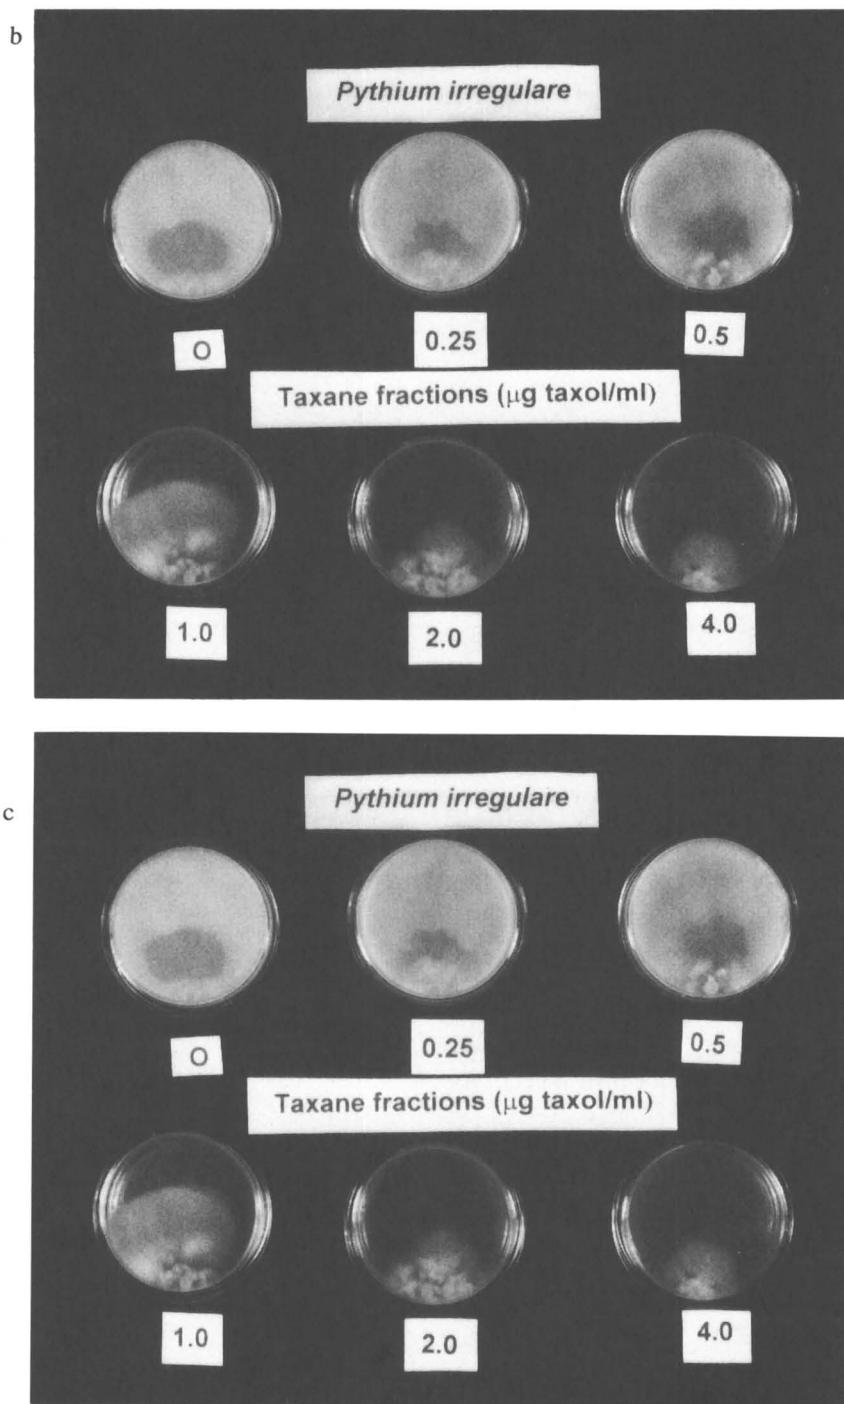 b
Pythium irregulare
O
0.25
0.5
Taxane fractions (μg taxol/ml)
1.0
2.0
4.0
c
Pythium irregulare
O
0.25
0.5
Taxane fractions (μg taxol/ml)
1.0
2.0
4.0